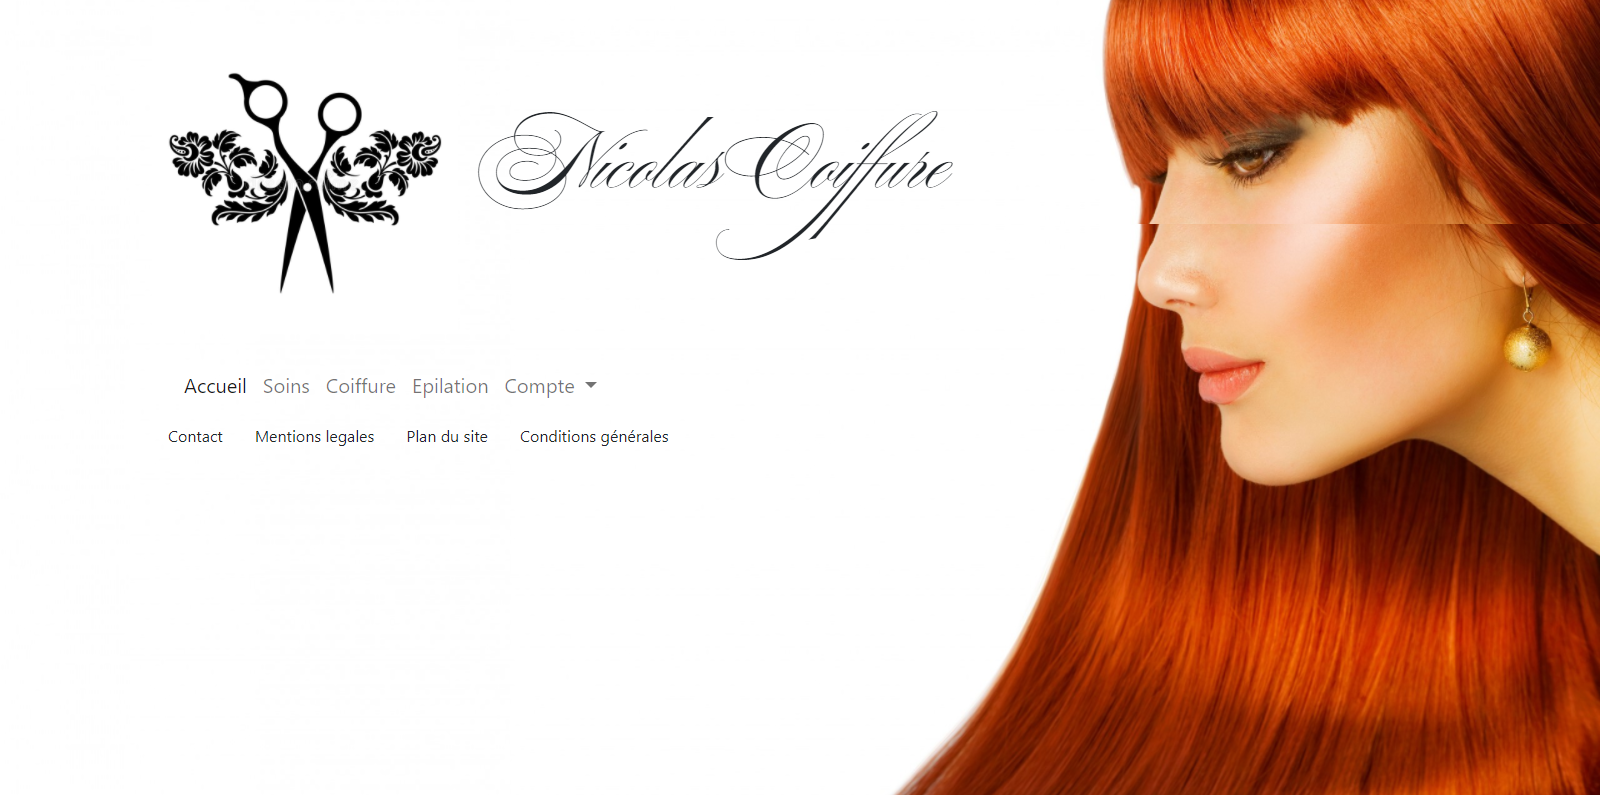 Nicolas Coiffure
Accueil Soins Coiffure Epilation Compte
Contact Mentions legales Plan du site Conditions générales